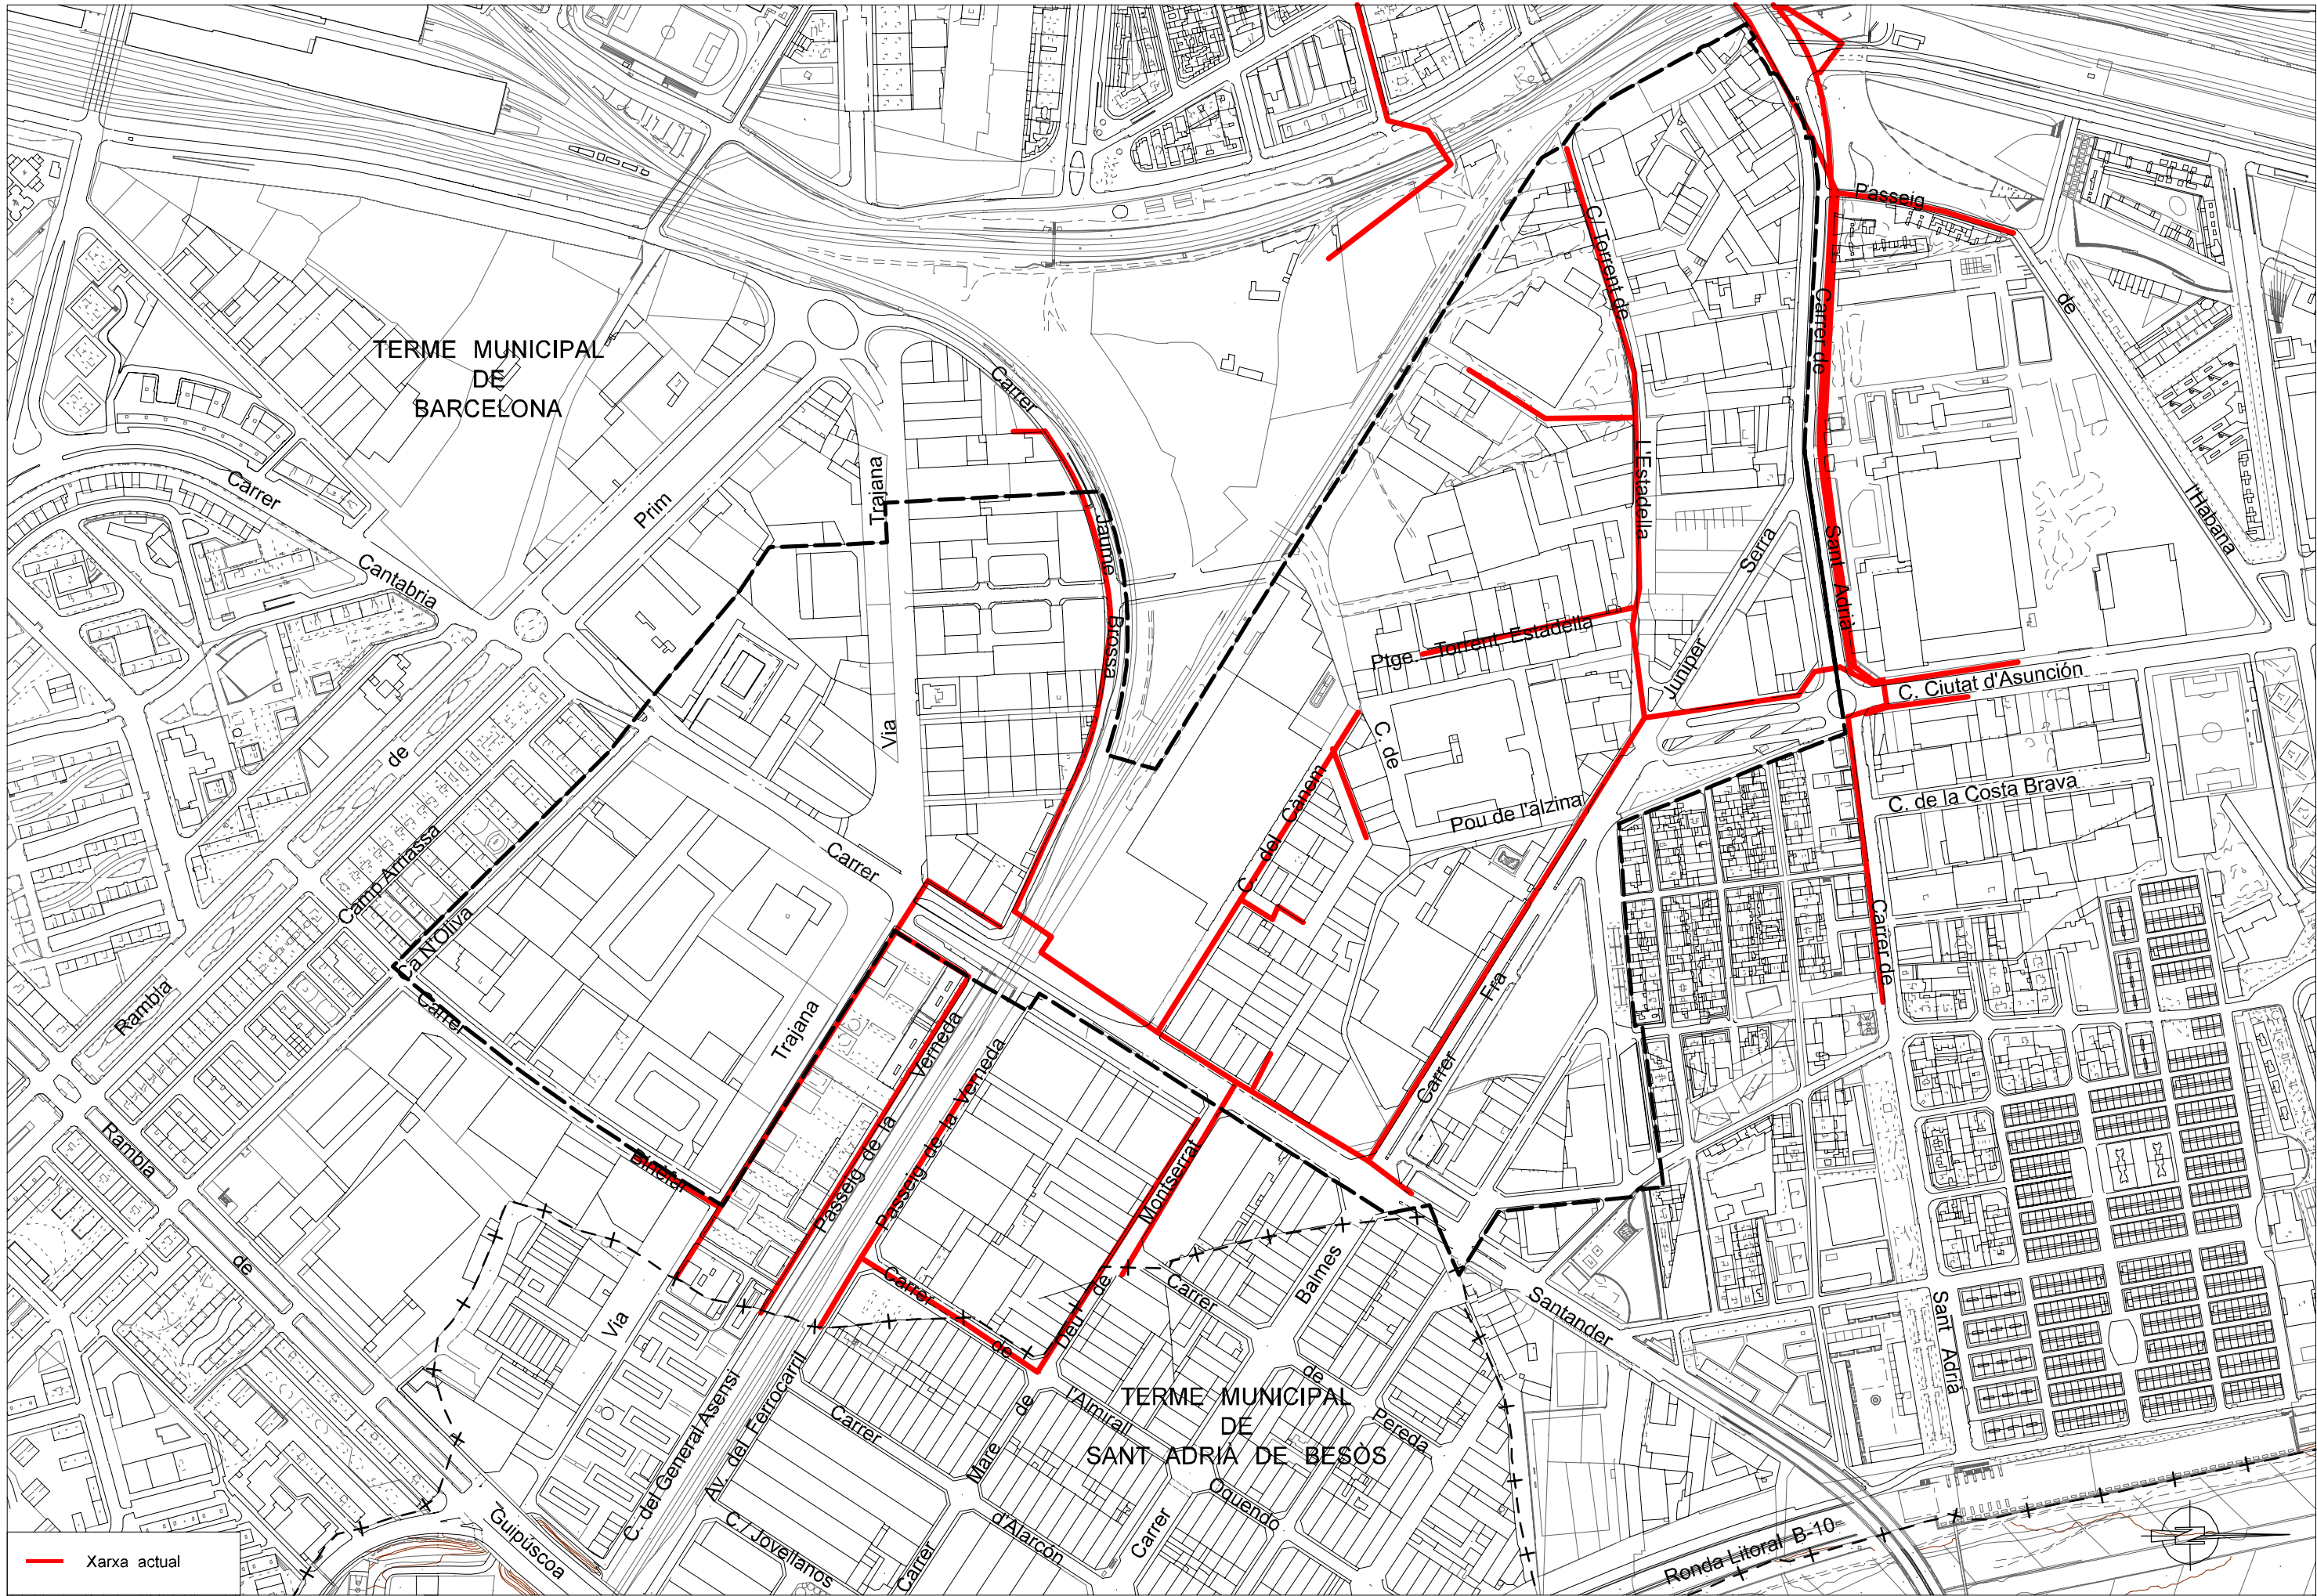 Passeig
C/ Torrent de
Carrer de
de
TERME MUNICIPAL
DE
BARCELONA
Carrer
L'Estadella
Trajana
Carrer
Prim
l'Habana
Jaume
Serra
Sant Adrià
Cantabria
Brossa
Ptge. Torrent Estadella
Juniper
C. Ciutat d'Asunción
Via
C. de
de
C. de la Costa Brava
Pou de l'alzina
C. del Canem
Camp Arriassa
Carrer
Ca N'Oliva
Carrer de
Rambla
Carrer
Fra
Trajana
Verneda
Passeig de la Verneda
Carrer
Rambla
Binefar
Passeig de la
Montserrat
de
Carrer
Deu
de
Carrer
Balmes
Santander
Via
Sant Adrià
de
C. del General Asensi
Av. del Ferrocarril
Carrer
Mare
de
l'Almirall
de
Pereda
TERME MUNICIPAL
DE
SANT ADRIÀ DE BESÒS
Oquendo
Guipúscoa
C./ Jovellanos
Carrer
d'Alarcón
Carrer
Ronda Litoral B-10
Xarxa actual